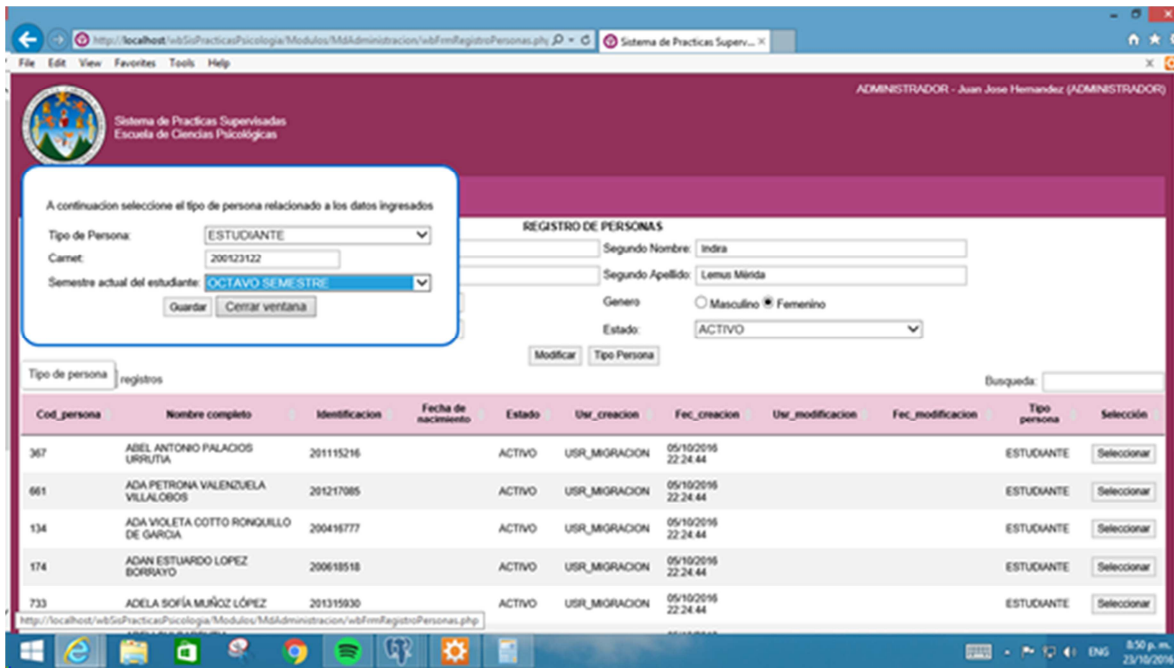 http://localhost/wbSisPracticasPsicologia/Modulos/MdAdministracion/wbFrmRegistroPersonas.ph
Sistema de Practicas Superv...
File Edit View Favorites Tools Help
ADMINISTRADOR - Juan Jose Hernandez (ADMINISTRADOR)
Sistema de Practicas Supervisadas
Escuela de Ciencias Psicológicas
A continuacion seleccione el tipo de persona relacionado a los datos ingresados
Tipo de Persona: ESTUDIANTE
Carnet: 200123122
Semestre actual del estudiante: OCTAVO SEMESTRE
Guardar Cerrar ventana
REGISTRO DE PERSONAS
Segundo Nombre: Indira
Segundo Apellido: Lemus Mérida
Genero Masculino Femenino
Estado: ACTIVO
Modificar Tipo Persona
Tipo de persona registros Busqueda:
Cod_persona Nombre completo Identificacion Fecha de nacimiento Estado Usr_creacion Fec_creacion Usr_modificacion Fec_modificacion Tipo persona Selección
367 ABEL ANTONIO PALACIOS URRUTIA 201115216 ACTIVO USR_MIGRACION 05/10/2016 22:24:44 ESTUDIANTE Seleccionar
661 ADA PETRONA VALENZUELA VILLALOBOS 201217085 ACTIVO USR_MIGRACION 05/10/2016 22:24:44 ESTUDIANTE Seleccionar
134 ADA VIOLETA COTTO RONQUILLO DE GARCIA 200416777 ACTIVO USR_MIGRACION 05/10/2016 22:24:44 ESTUDIANTE Seleccionar
174 ADAN ESTUARDO LOPEZ BORRAYO 200618518 ACTIVO USR_MIGRACION 05/10/2016 22:24:44 ESTUDIANTE Seleccionar
733 ADELA SOFÍA MUÑOZ LÓPEZ 201315930 ACTIVO USR_MIGRACION 05/10/2016 22:24:44 ESTUDIANTE Seleccionar
http://localhost/wbSisPracticasPsicologia/Modulos/MdAdministracion/wbFrmRegistroPersonas.php
ENG 8:50 p. m.
23/10/2016